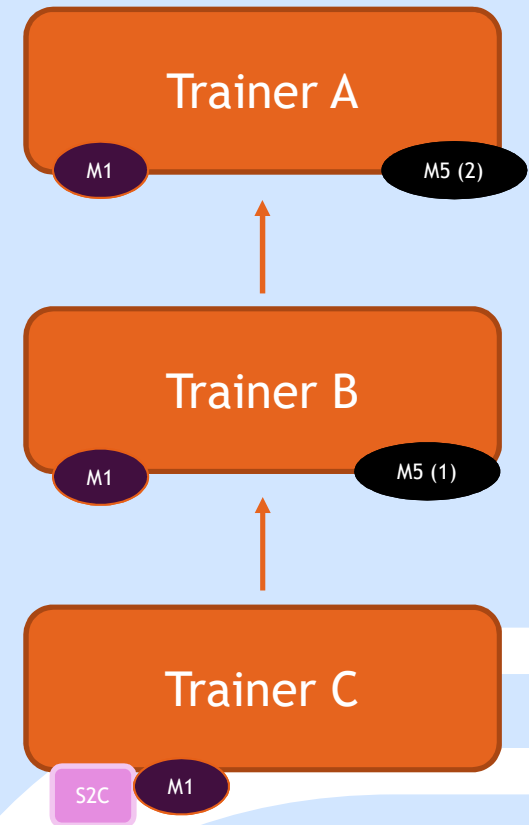 Trainer A
M1
M5 (2)
Trainer B
M1
M5 (1)
Trainer C
S2C
M1